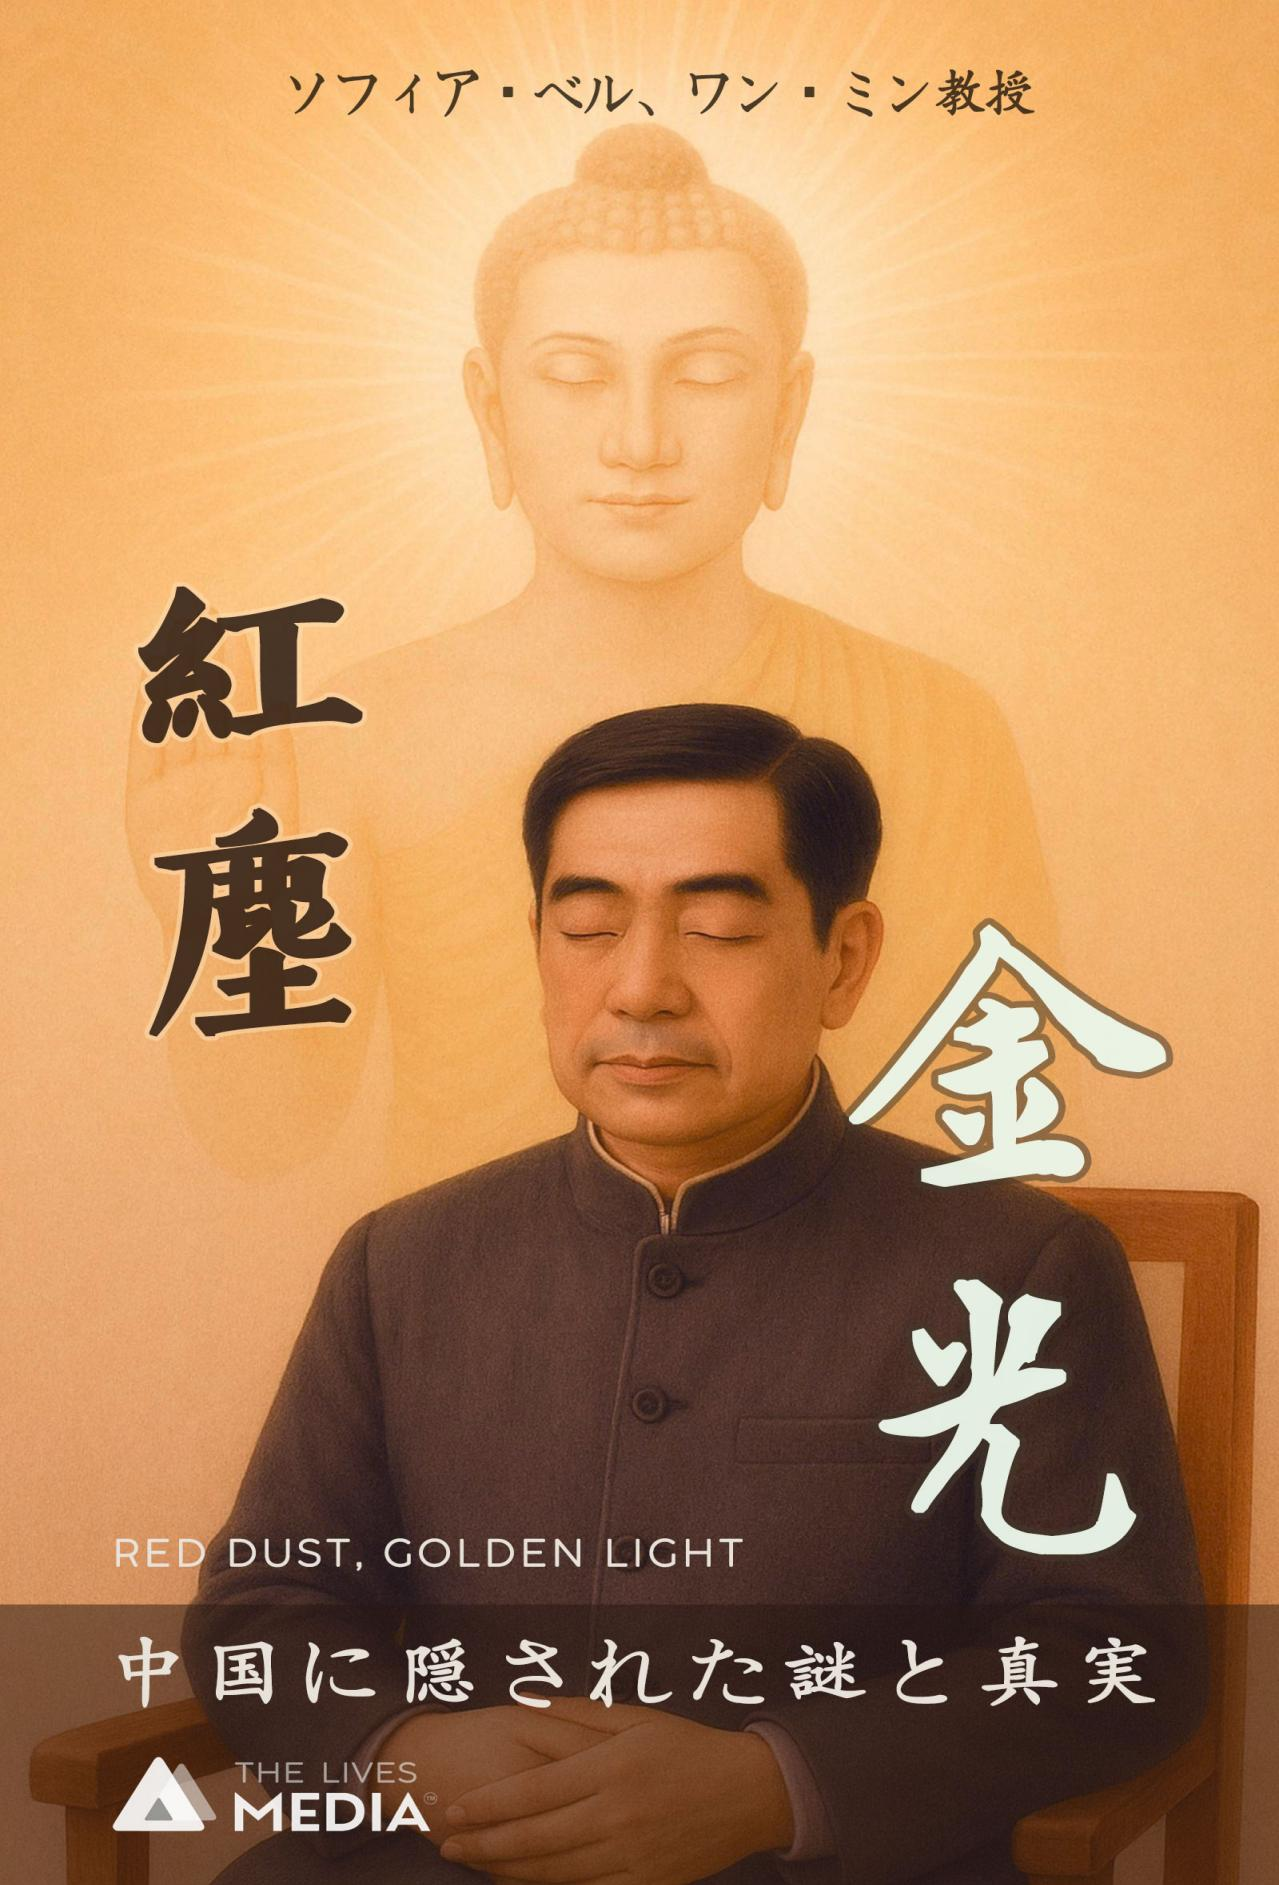 ソフィア・ベル、ワン・ミン教授
紅塵
金光
RED DUST, GOLDEN LIGHT
中国に隠された謎と真実
THE LIVES
MEDIA™